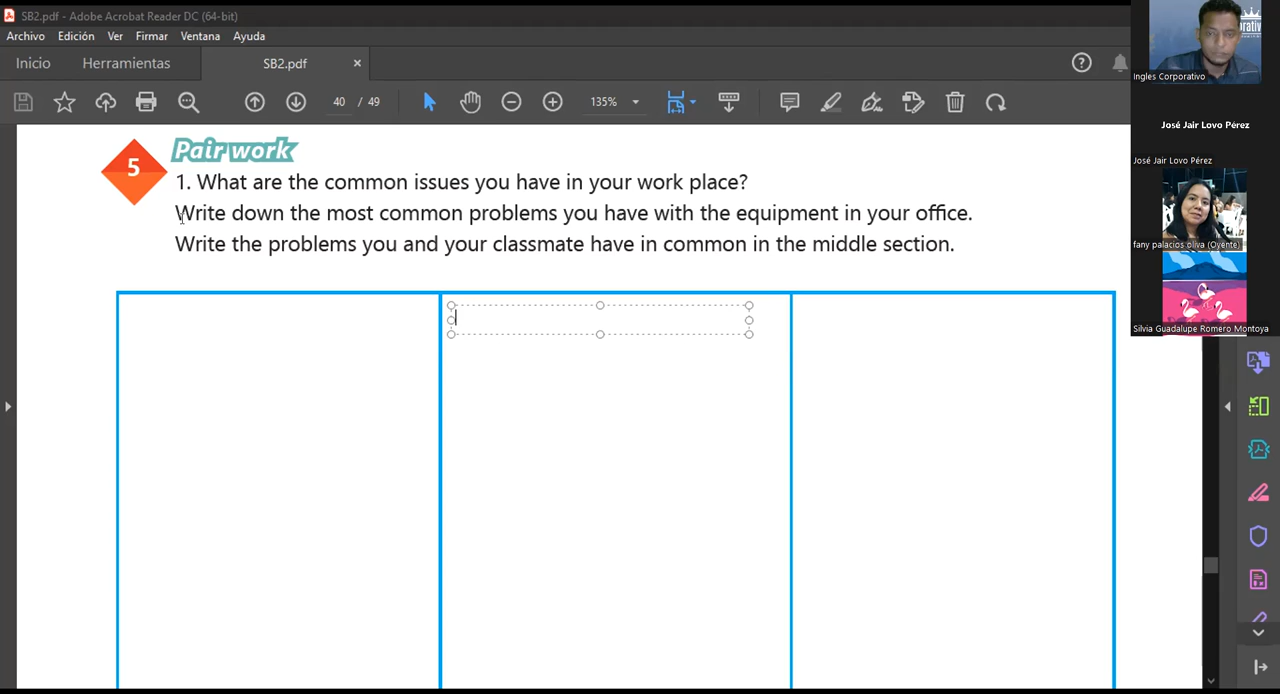 SB2.pdf - Adobe Acrobat Reader DC (64-bit)
Archivo Edición Ver Firmar Ventana Ayuda
Inicio Herramientas SB2.pdf ×
40 / 49 135%
5 Pair work
1. What are the common issues you have in your work place?
Write down the most common problems you have with the equipment in your office.
Write the problems you and your classmate have in common in the middle section.
Ingles Corporativo
José Jair Lovo Pérez
José Jair Lovo Pérez
fany palacios oliva (Oyente)
Silvia Guadalupe Romero Montoya